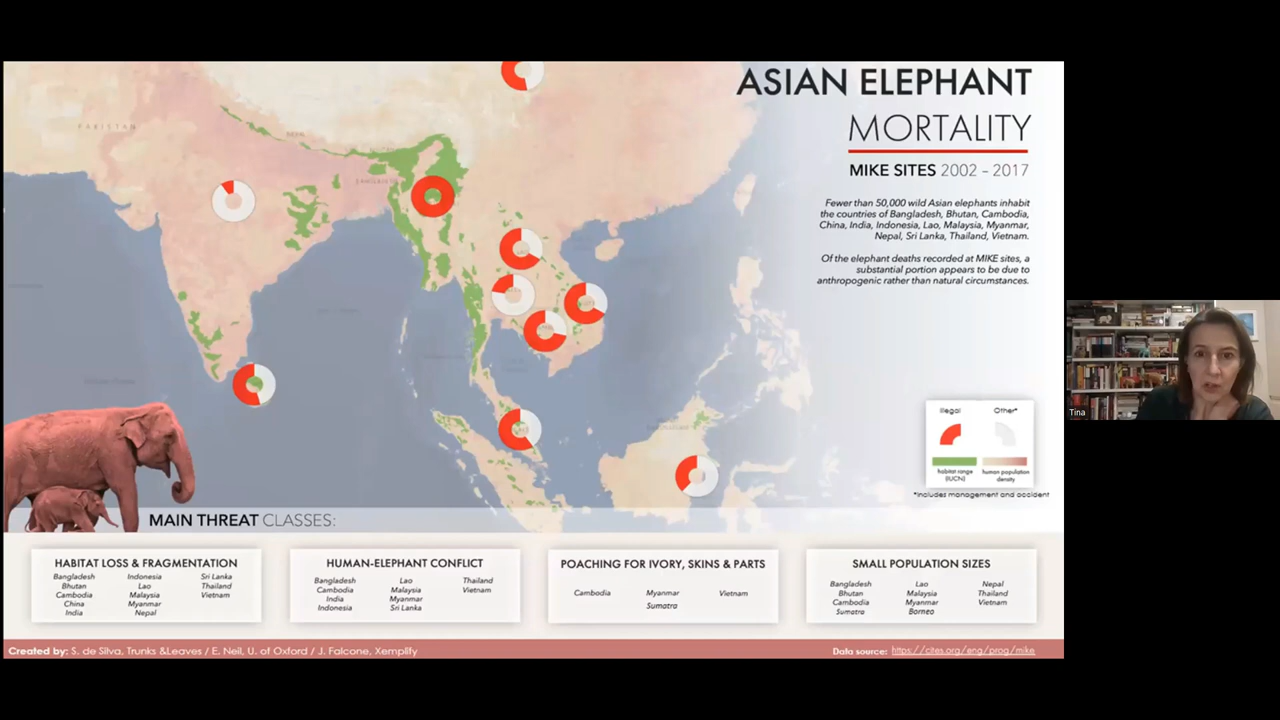 ASIAN ELEPHANT
MORTALITY
MIKE SITES 2002 – 2017
Fewer than 50,000 wild Asian elephants inhabit
the countries of Bangladesh, Bhutan, Cambodia,
China, India, Indonesia, Lao, Malaysia, Myanmar,
Nepal, Sri Lanka, Thailand, Vietnam.
Of the elephant deaths recorded at MIKE sites, a
substantial portion appears to be due to
anthropogenic rather than natural circumstances.
PAKISTAN
NEPAL
BANGLADESH
Illegal
Other*
habitat range
(IUCN)
human population
density
*includes management and accident
Tina
MAIN THREAT CLASSES:
HABITAT LOSS & FRAGMENTATION
Bangladesh Indonesia Sri Lanka
Bhutan Lao Thailand
Cambodia Malaysia Vietnam
China Myanmar
India Nepal
HUMAN-ELEPHANT CONFLICT
Bangladesh Lao Thailand
Cambodia Malaysia Vietnam
India Myanmar
Indonesia Sri Lanka
POACHING FOR IVORY, SKINS & PARTS
Cambodia Myanmar Vietnam
Sumatra
SMALL POPULATION SIZES
Bangladesh Lao Nepal
Bhutan Malaysia Thailand
Cambodia Myanmar Vietnam
Sumatra Borneo
Created by: S. de Silva, Trunks &Leaves / E. Neil, U. of Oxford / J. Falcone, Xemplify
Data source: https://cites.org/eng/prog/mike